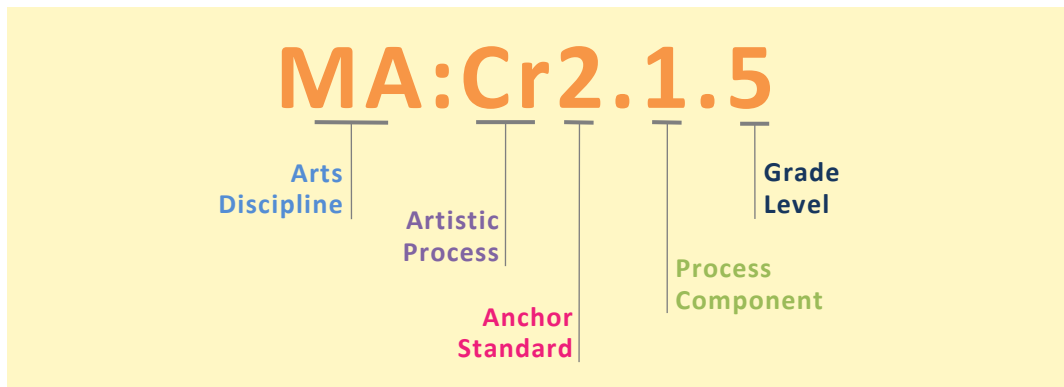 MA:Cr2.1.5
Arts
Discipline
Artistic
Process
Anchor
Standard
Process
Component
Grade
Level